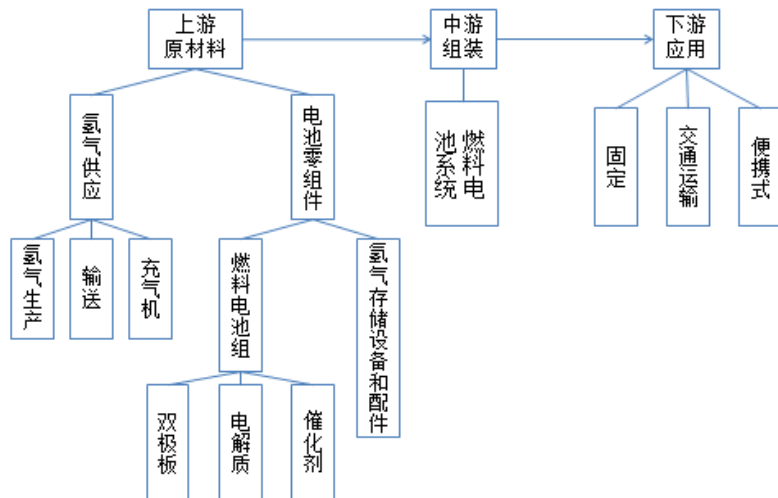 上游
原材料
中游
组装
下游
应用
氢气供应
电池零组件
燃料电
池系统
固定
交通运输
便携式
氢气生产
输送
充气机
燃料电池组
氢气存储设备和配件
双极板
电解质
催化剂